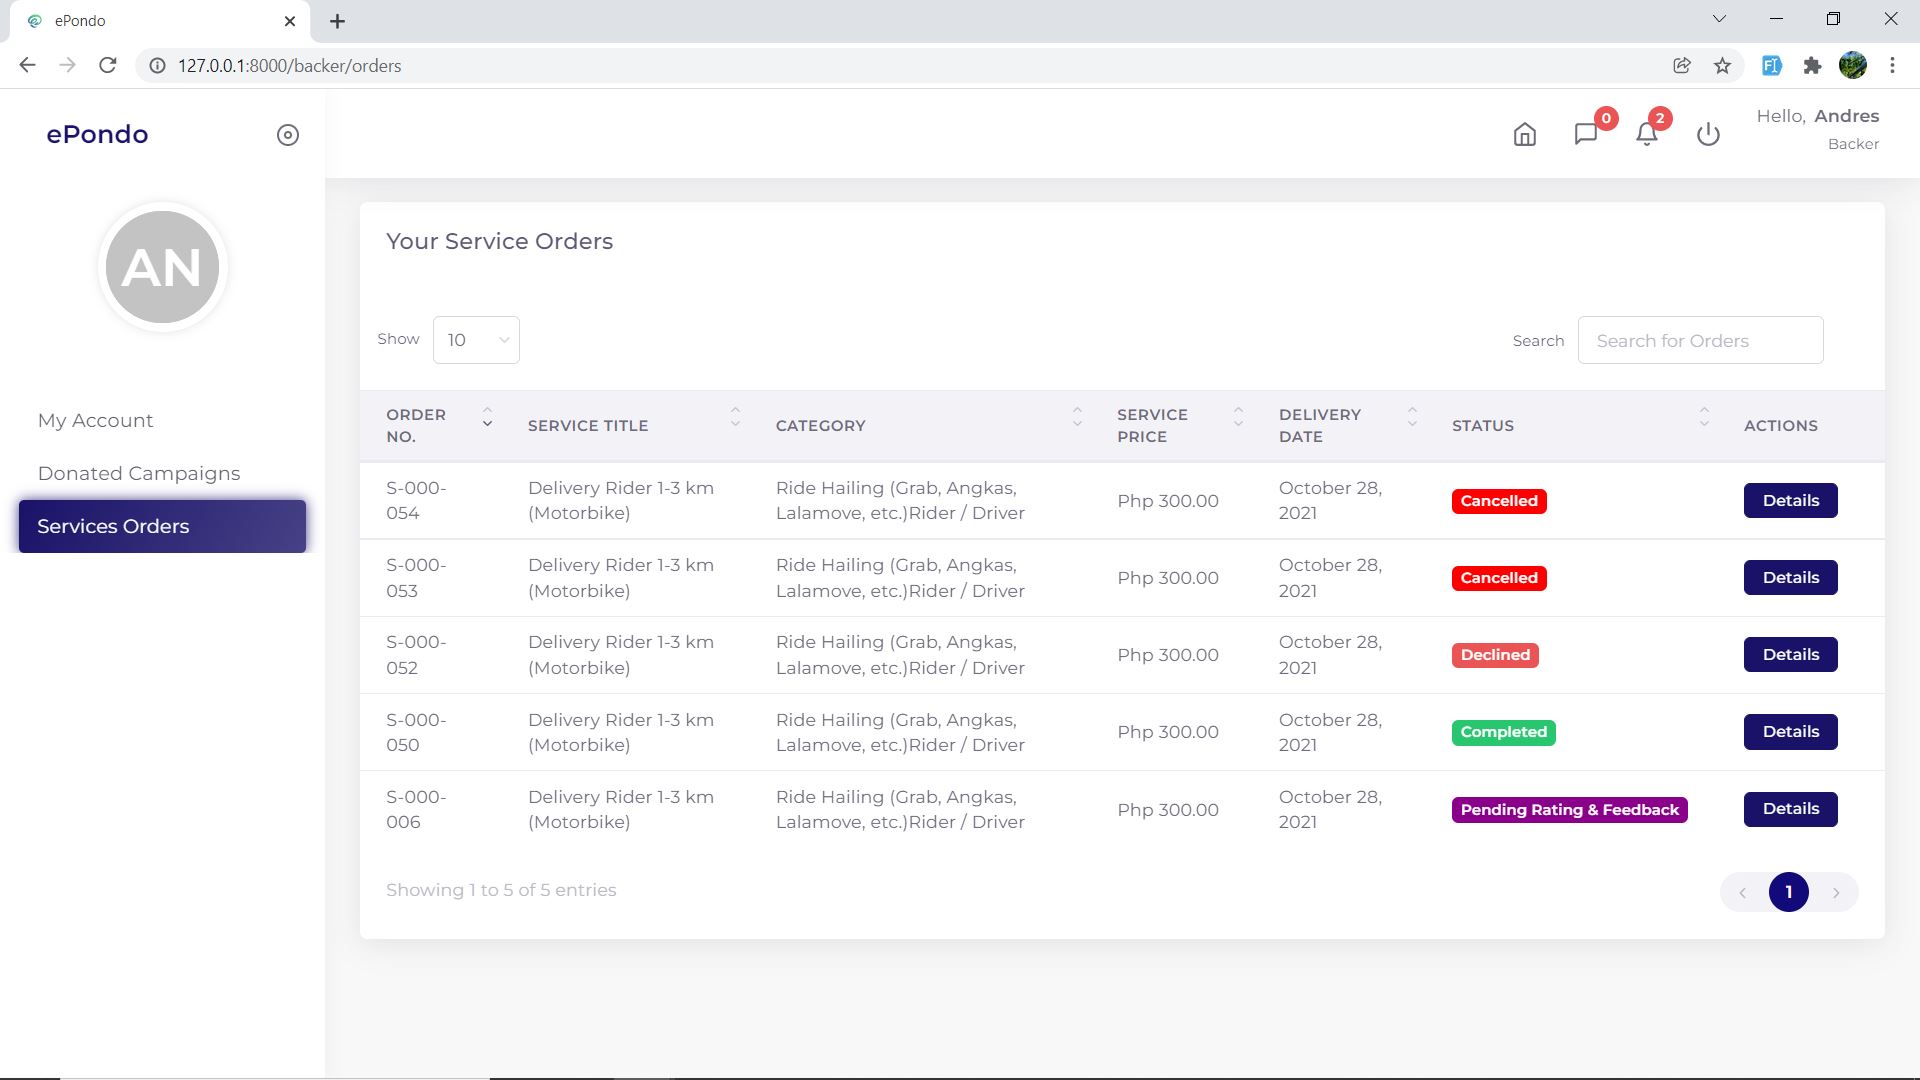 ePondo
127.0.0.1:8000/backer/orders
ePondo
0
2
Hello, Andres
Backer
AN
My Account
Donated Campaigns
Services Orders
Your Service Orders
Show 10
Search Search for Orders
ORDER NO. SERVICE TITLE CATEGORY SERVICE PRICE DELIVERY DATE STATUS ACTIONS
S-000-054 Delivery Rider 1-3 km (Motorbike) Ride Hailing (Grab, Angkas, Lalamove, etc.)Rider / Driver Php 300.00 October 28, 2021 Cancelled Details
S-000-053 Delivery Rider 1-3 km (Motorbike) Ride Hailing (Grab, Angkas, Lalamove, etc.)Rider / Driver Php 300.00 October 28, 2021 Cancelled Details
S-000-052 Delivery Rider 1-3 km (Motorbike) Ride Hailing (Grab, Angkas, Lalamove, etc.)Rider / Driver Php 300.00 October 28, 2021 Declined Details
S-000-050 Delivery Rider 1-3 km (Motorbike) Ride Hailing (Grab, Angkas, Lalamove, etc.)Rider / Driver Php 300.00 October 28, 2021 Completed Details
S-000-006 Delivery Rider 1-3 km (Motorbike) Ride Hailing (Grab, Angkas, Lalamove, etc.)Rider / Driver Php 300.00 October 28, 2021 Pending Rating & Feedback Details
Showing 1 to 5 of 5 entries
1